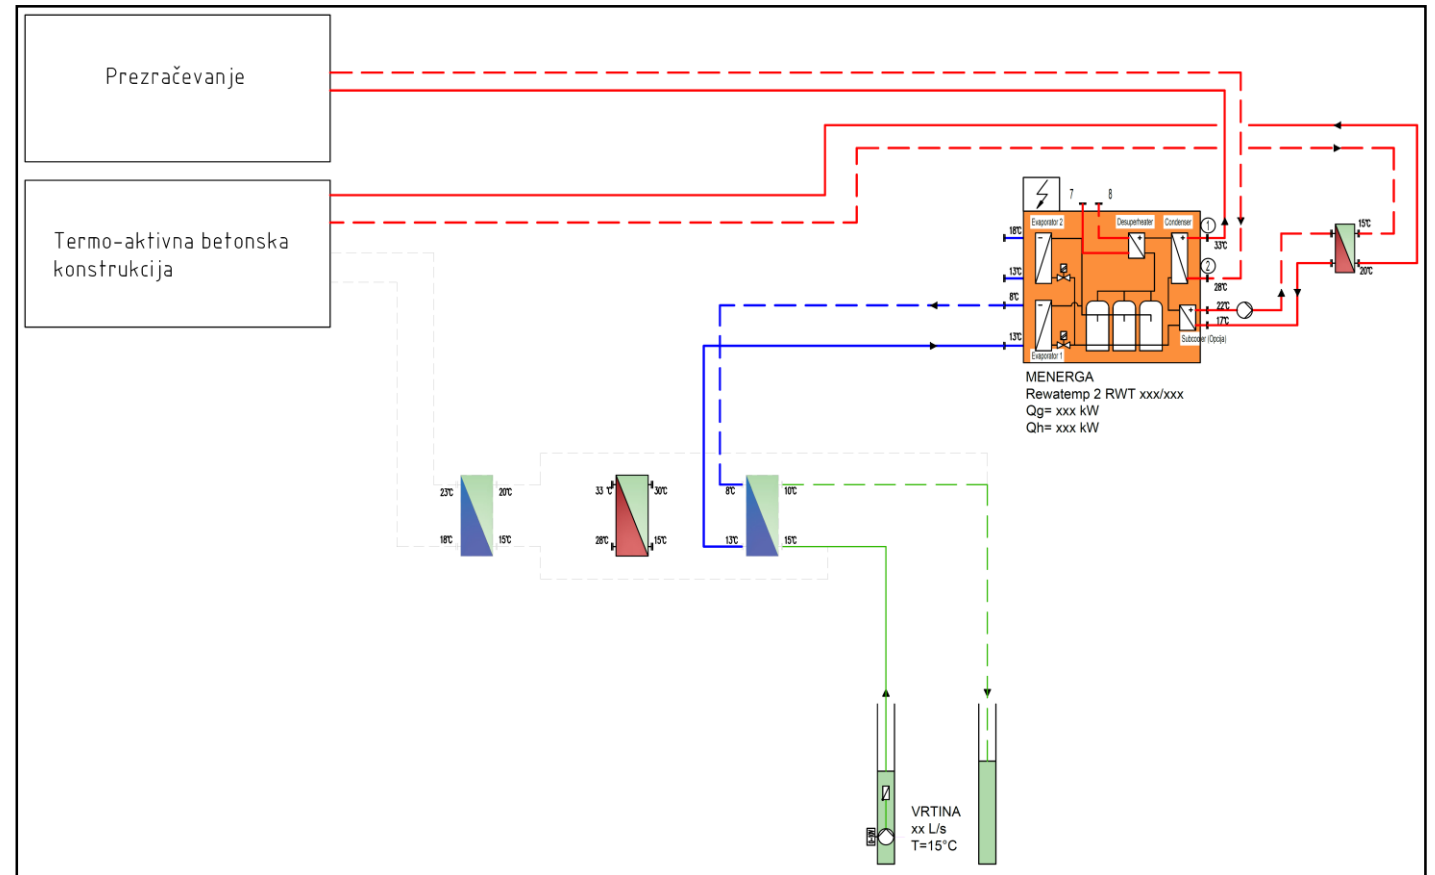 Prezračevanje
Termo-aktivna betonska
konstrukcija
7
8
Evaporator 2
Desuperheater
Condenser
1
18℃
33℃
15℃
2
13℃
28℃
20℃
8℃
22℃
13℃
17℃
Evaporator 1
Subcooler (Opcija)
MENERGA
Rewatemp 2 RWT xxx/xxx
Qg= xxx kW
Qh= xxx kW
23℃
20℃
33 ℃
30℃
8℃
10℃
18℃
15℃
28℃
15℃
13℃
15℃
VRTINA
xx L/s
T=15°C